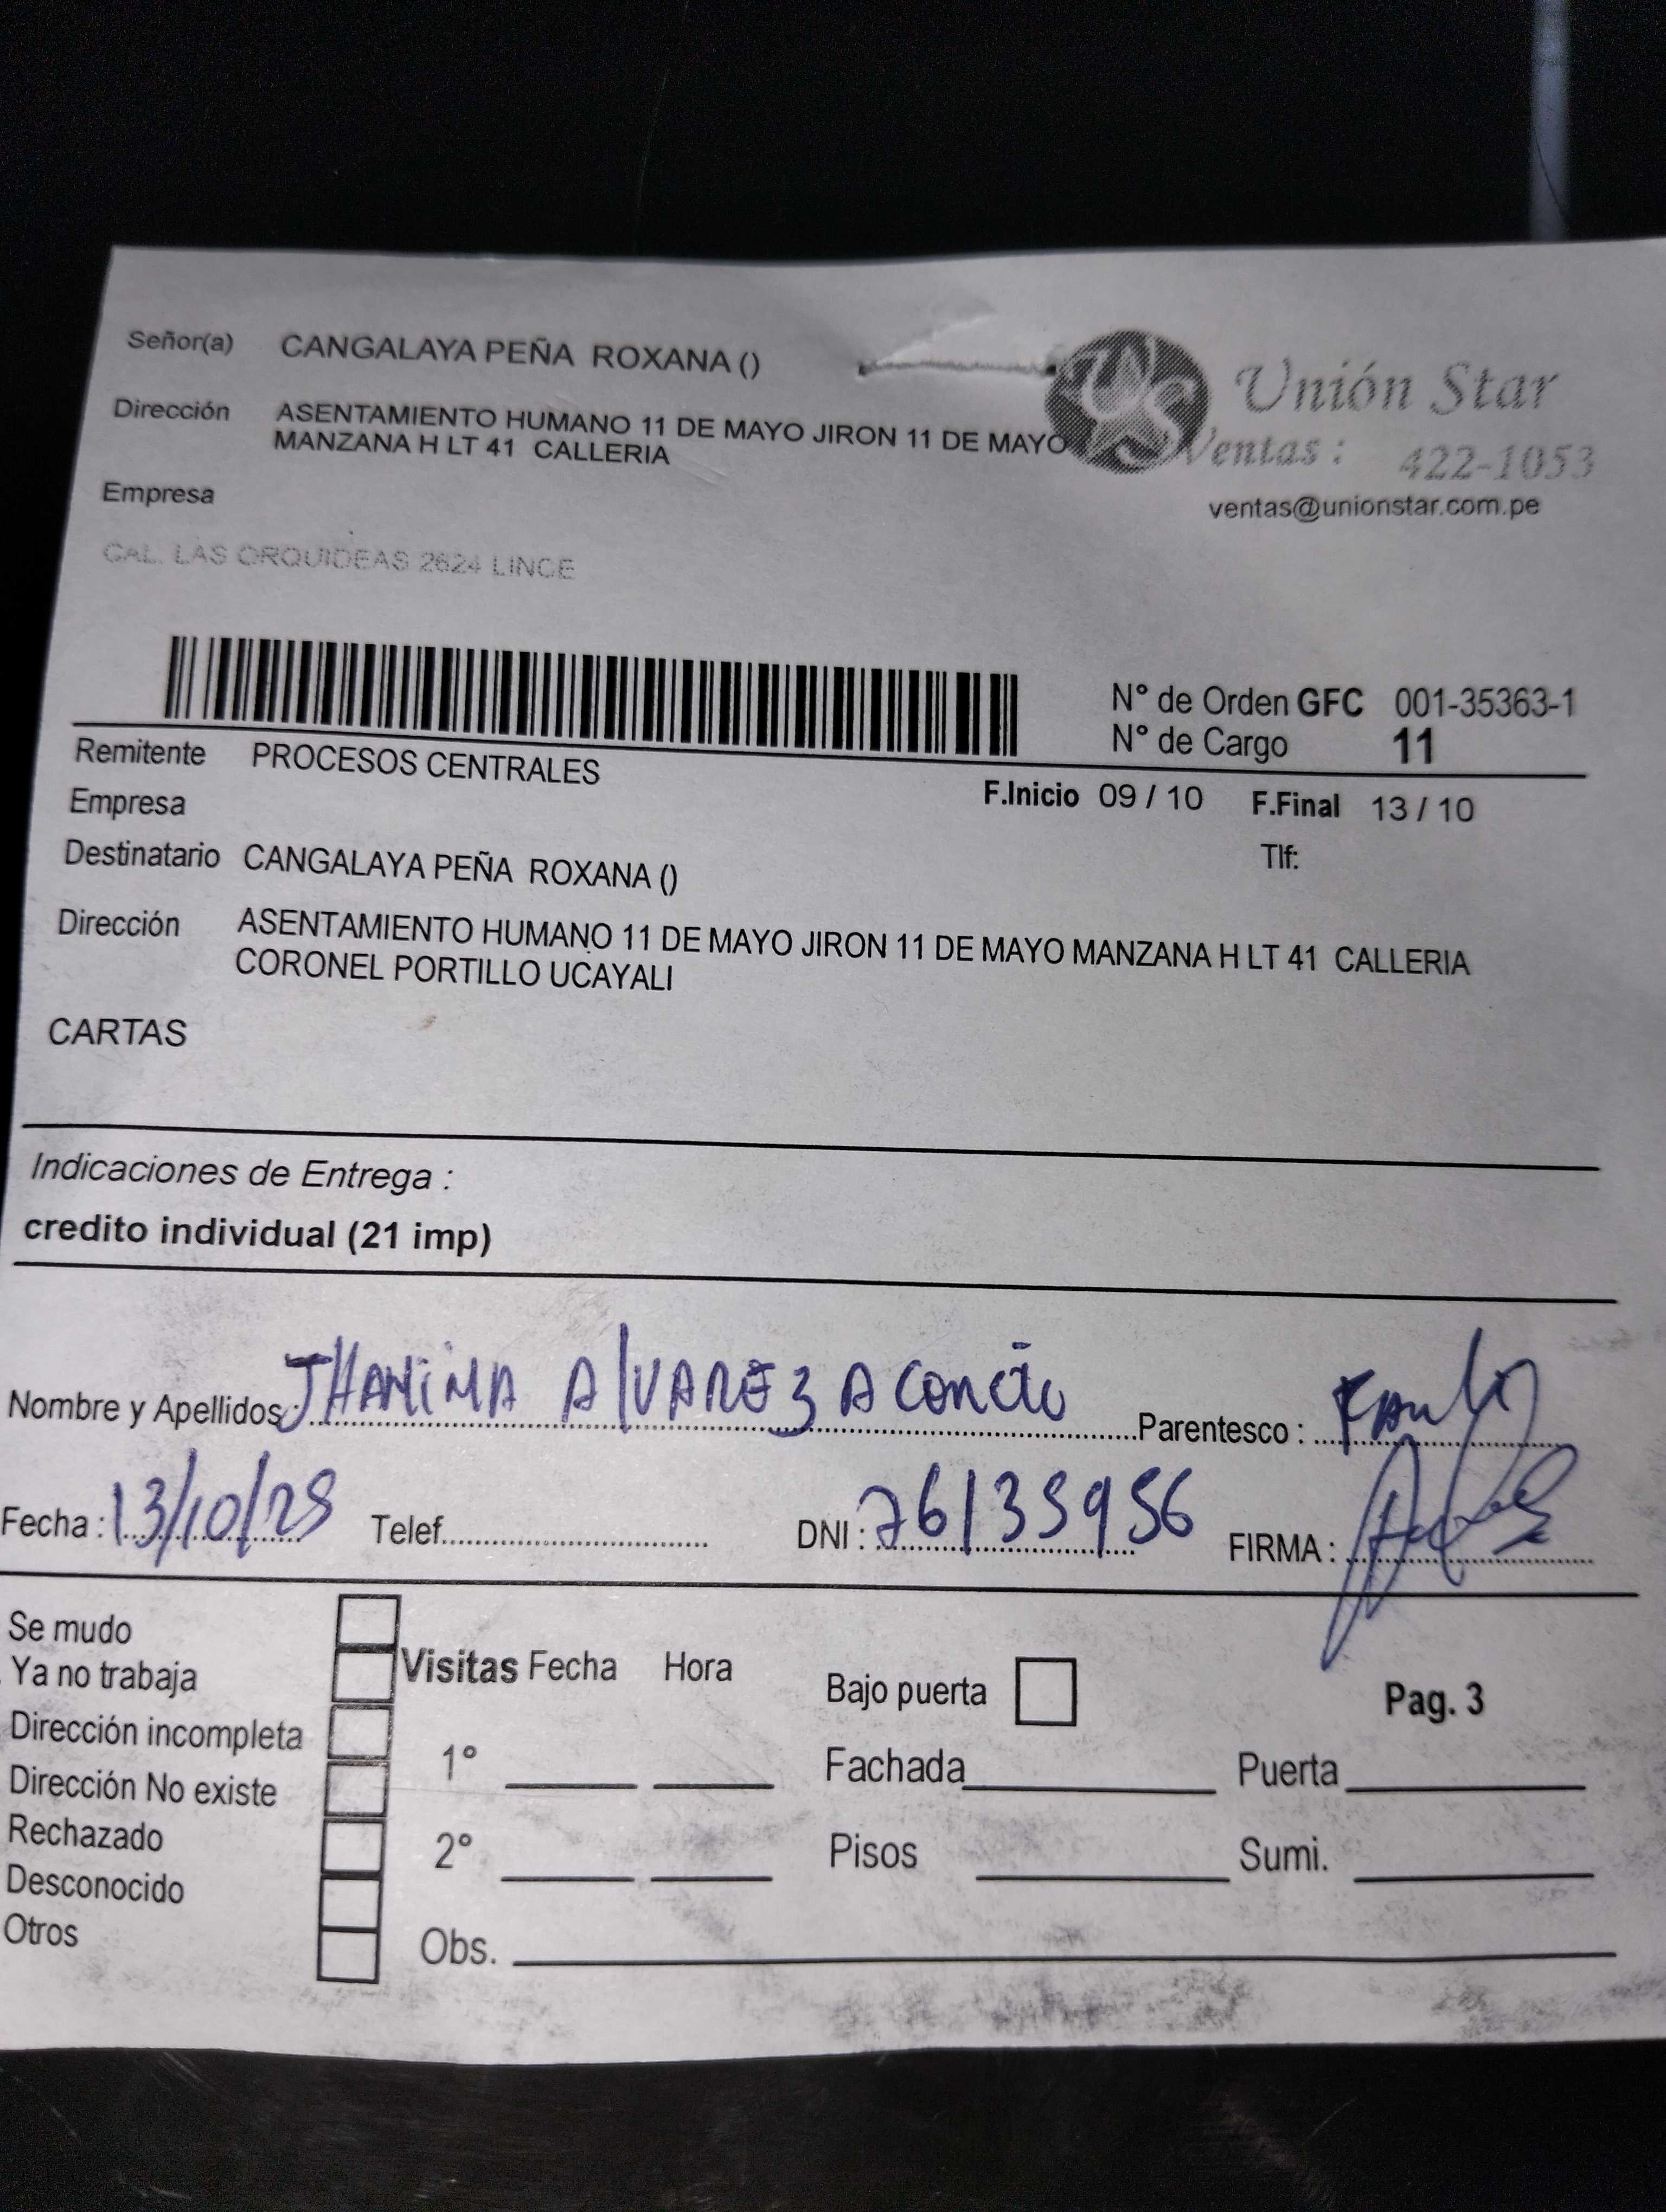 Señor(a) CANGALAYA PEÑA ROXANA ()
Unión Star
Dirección ASENTAMIENTO HUMANO 11 DE MAYO JIRON 11 DE MAYO
MANZANA H LT 41 CALLERIA
Ventas: 422-1053
ventas@unionstar.com.pe
Empresa
CAL. LAS ORQUIDEAS 2624 LINCE
N° de Orden GFC 001-35363-1
N° de Cargo 11
Remitente PROCESOS CENTRALES
F.Inicio 09 / 10 F.Final 13 / 10
Empresa
Tlf:
Destinatario CANGALAYA PEÑA ROXANA ()
Dirección ASENTAMIENTO HUMANO 11 DE MAYO JIRON 11 DE MAYO MANZANA H LT 41 CALLERIA
CORONEL PORTILLO UCAYALI
CARTAS
Indicaciones de Entrega :
credito individual (21 imp)
Nombre y Apellidos: JHANIMA AlVAREZ Parentesco :
Fecha : 13/10/25 Telef. DNI : 76135956 FIRMA :
Se mudo
Ya no trabaja
Visitas Fecha Hora
Bajo puerta
Pag. 3
Dirección incompleta
1°
Fachada Puerta
Dirección No existe
Rechazado
2°
Pisos Sumi.
Desconocido
Otros
Obs.